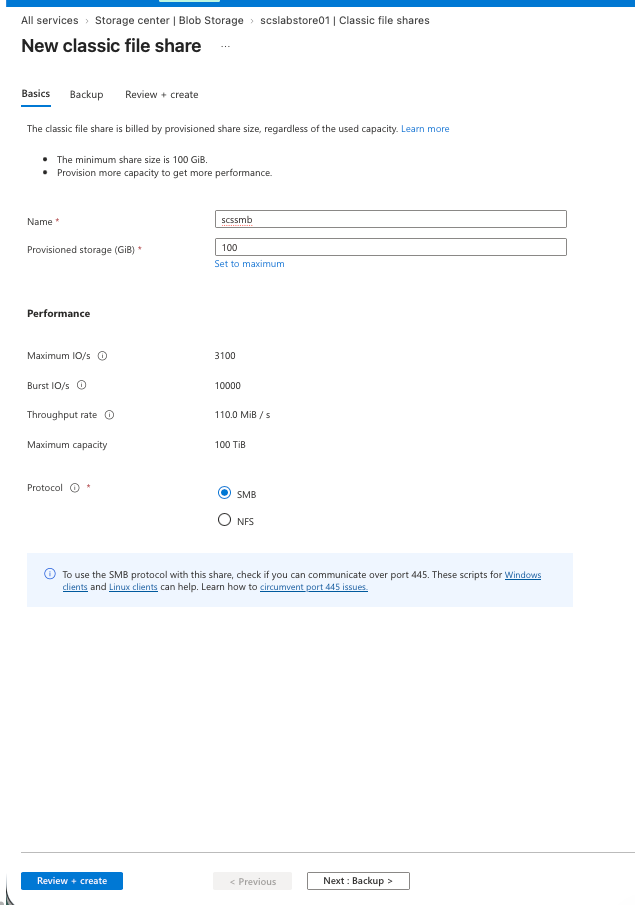 All services › Storage center | Blob Storage › scslabstore01 | Classic file shares
New classic file share ...
Basics Backup Review + create
The classic file share is billed by provisioned share size, regardless of the used capacity. Learn more
• The minimum share size is 100 GiB.
• Provision more capacity to get more performance.
Name * scssmb
Provisioned storage (GiB) * 100
Set to maximum
Performance
Maximum IO/s 3100
Burst IO/s 10000
Throughput rate 110.0 MiB / s
Maximum capacity 100 TiB
Protocol * SMB
NFS
To use the SMB protocol with this share, check if you can communicate over port 445. These scripts for Windows
clients and Linux clients can help. Learn how to circumvent port 445 issues.
Review + create < Previous Next : Backup >